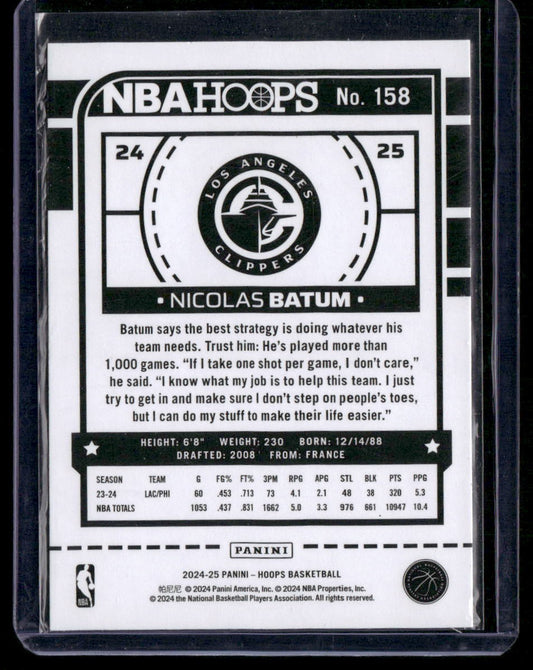 NBA HOOPS No. 158
24 25
LOS ANGELES
CLIPPERS
• NICOLAS BATUM •
Batum says the best strategy is doing whatever his
team needs. Trust him: He's played more than
1,000 games. “If I take one shot per game, I don't care,”
he said. “I know what my job is to help this team. I just
try to get in and make sure I don't step on people's toes,
but I can do my stuff to make their life easier.”
HEIGHT: 6'8" WEIGHT: 230 BORN: 12/14/88
DRAFTED: 2008 FROM: FRANCE
SEASON TEAM G FG% FT% 3PM RPG APG STL BLK PTS PPG
23-24 LAC/PHI 60 .453 .713 73 4.1 2.1 48 38 320 5.3
NBA TOTALS 1053 .437 .831 1662 5.0 3.3 976 661 10947 10.4
PANINI
2024-25 PANINI – HOOPS BASKETBALL
帕尼尼 © 2024 Panini America, Inc. © 2024 NBA Properties, Inc.
© 2024 the National Basketball Players Association. All rights reserved.
NBA